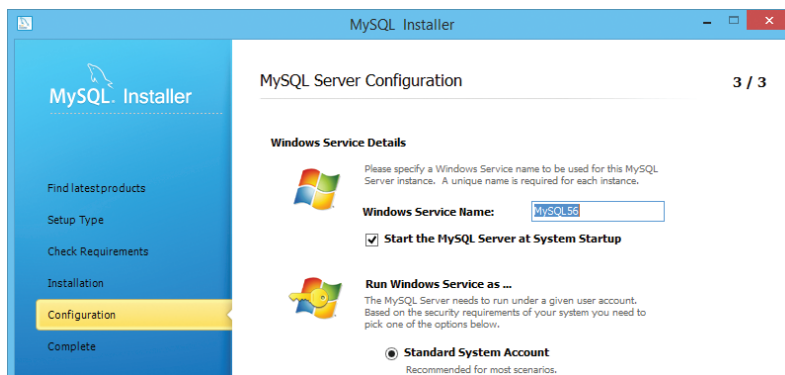 MySQL Installer
MySQL. Installer
MySQL Server Configuration
3 / 3
Find latest products
Setup Type
Check Requirements
Installation
Configuration
Complete
Windows Service Details
Please specify a Windows Service name to be used for this MySQL
Server instance. A unique name is required for each instance.
Windows Service Name: MySQL56
Start the MySQL Server at System Startup
Run Windows Service as ...
The MySQL Server needs to run under a given user account.
Based on the security requirements of your system you need to
pick one of the options below.
Standard System Account
Recommended for most scenarios.